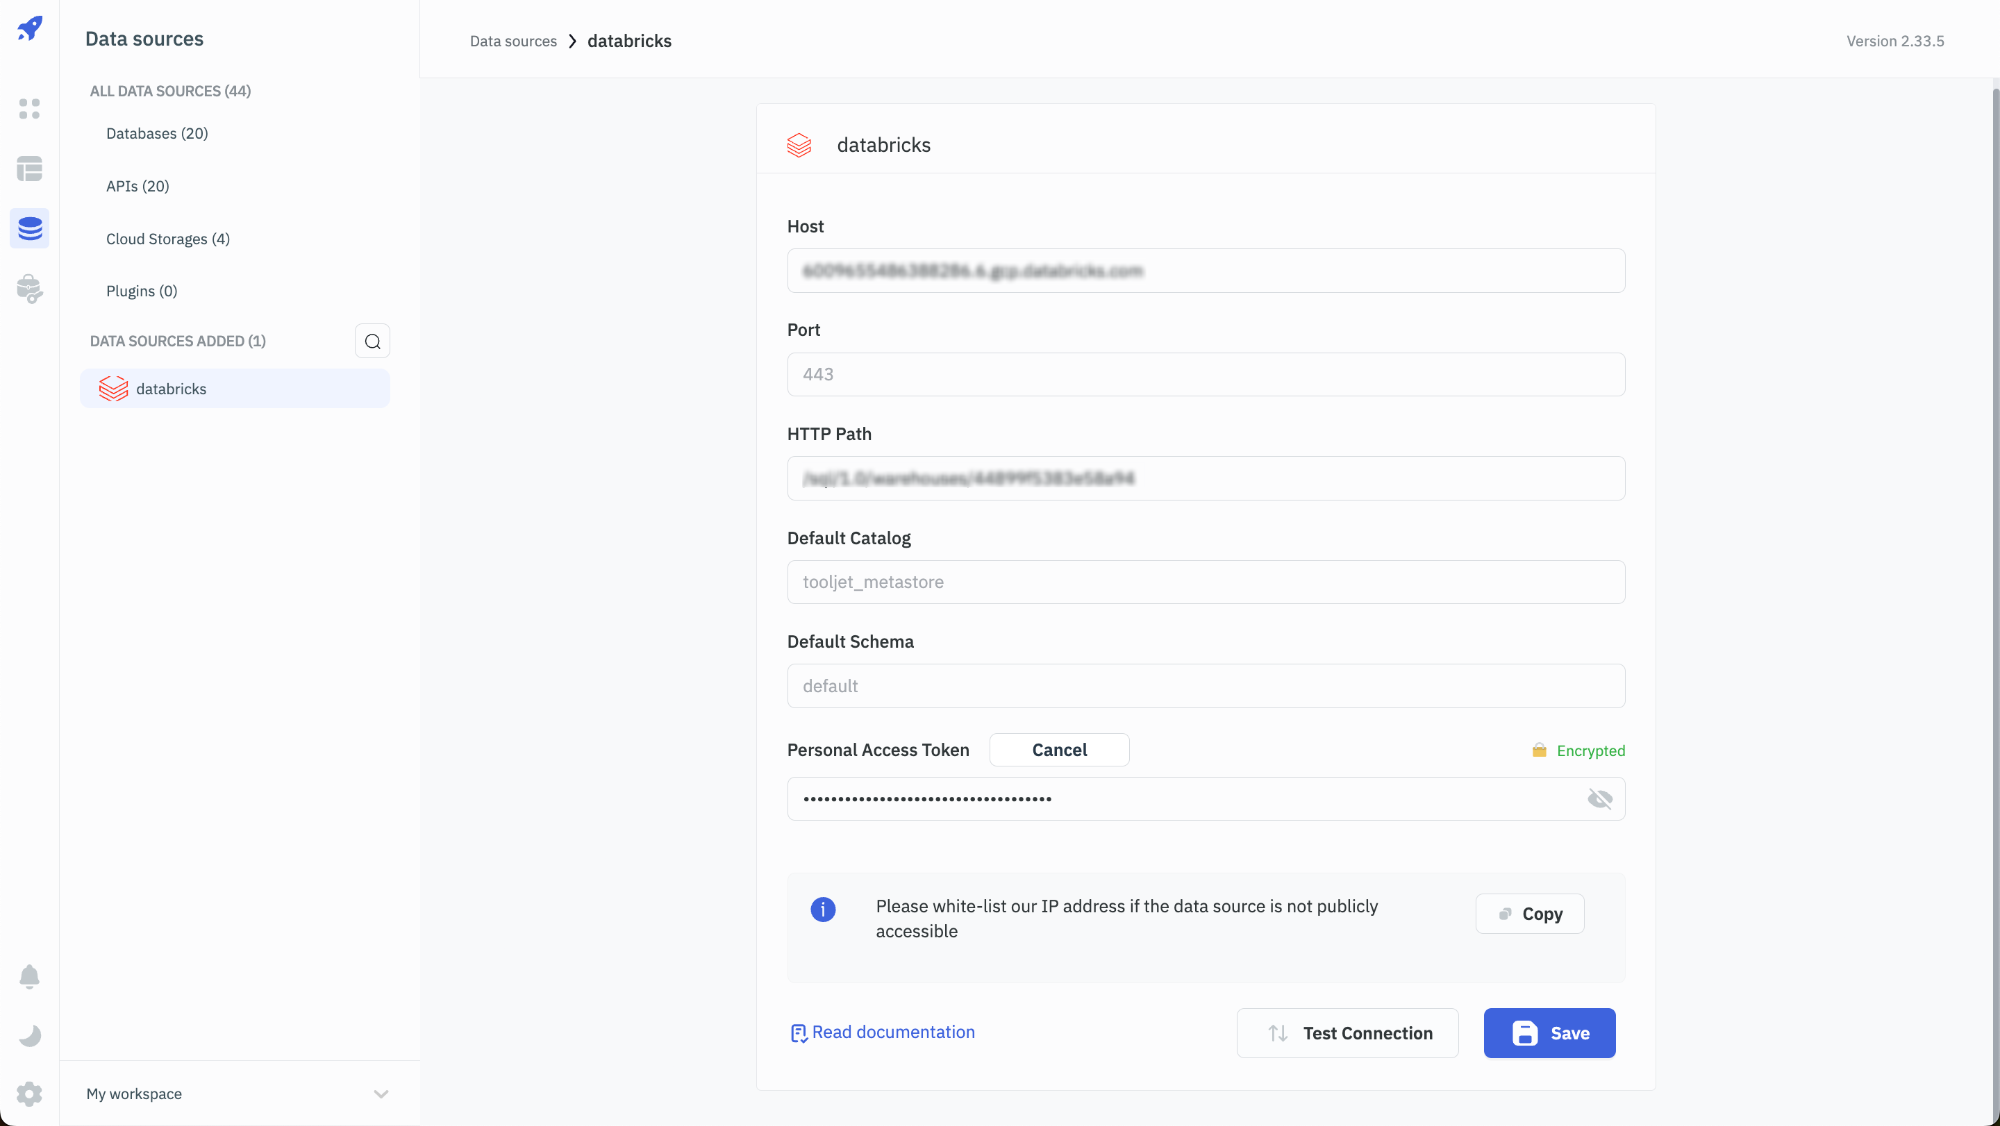 Data sources
ALL DATA SOURCES (44)
Databases (20)
APIs (20)
Cloud Storages (4)
Plugins (0)
DATA SOURCES ADDED (1)
databricks
My workspace
Data sources > databricks
Version 2.33.5
databricks
Host
Port
443
HTTP Path
Default Catalog
tooljet_metastore
Default Schema
default
Personal Access Token
Cancel
Encrypted
Please white-list our IP address if the data source is not publicly
accessible
Copy
Read documentation
Test Connection
Save